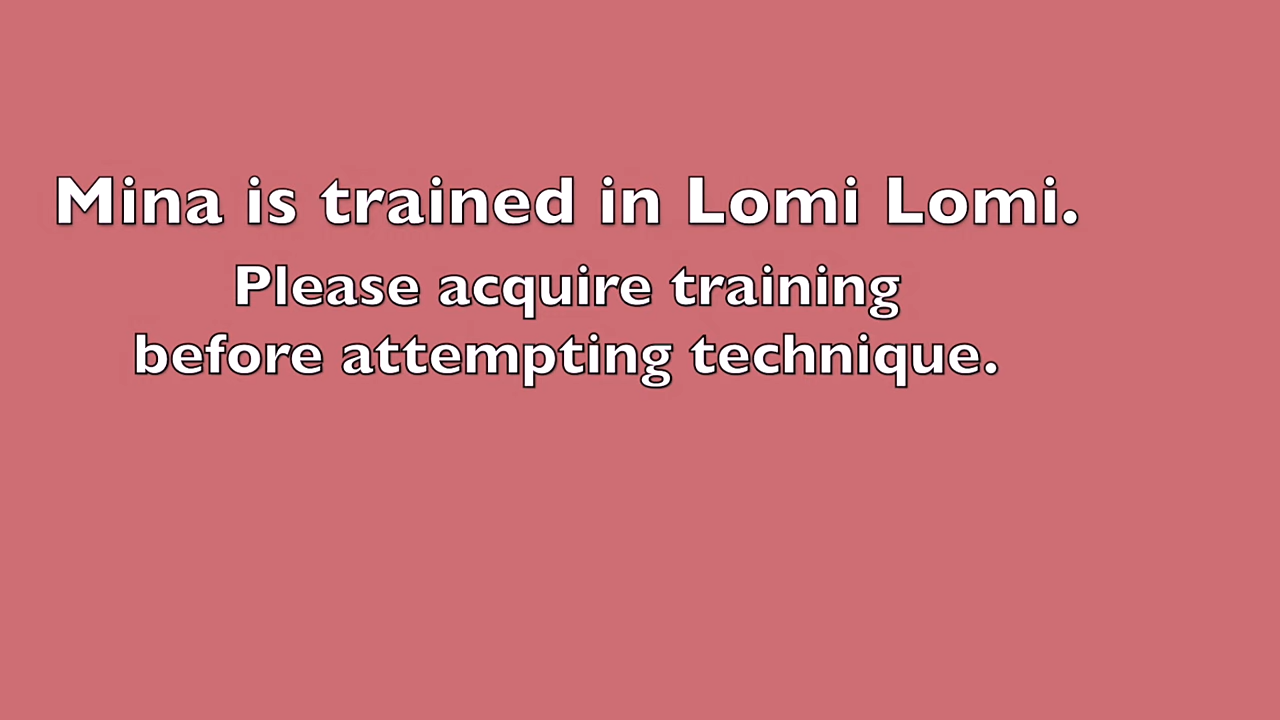 Mina is trained in Lomi Lomi.
Please acquire training
before attempting technique.